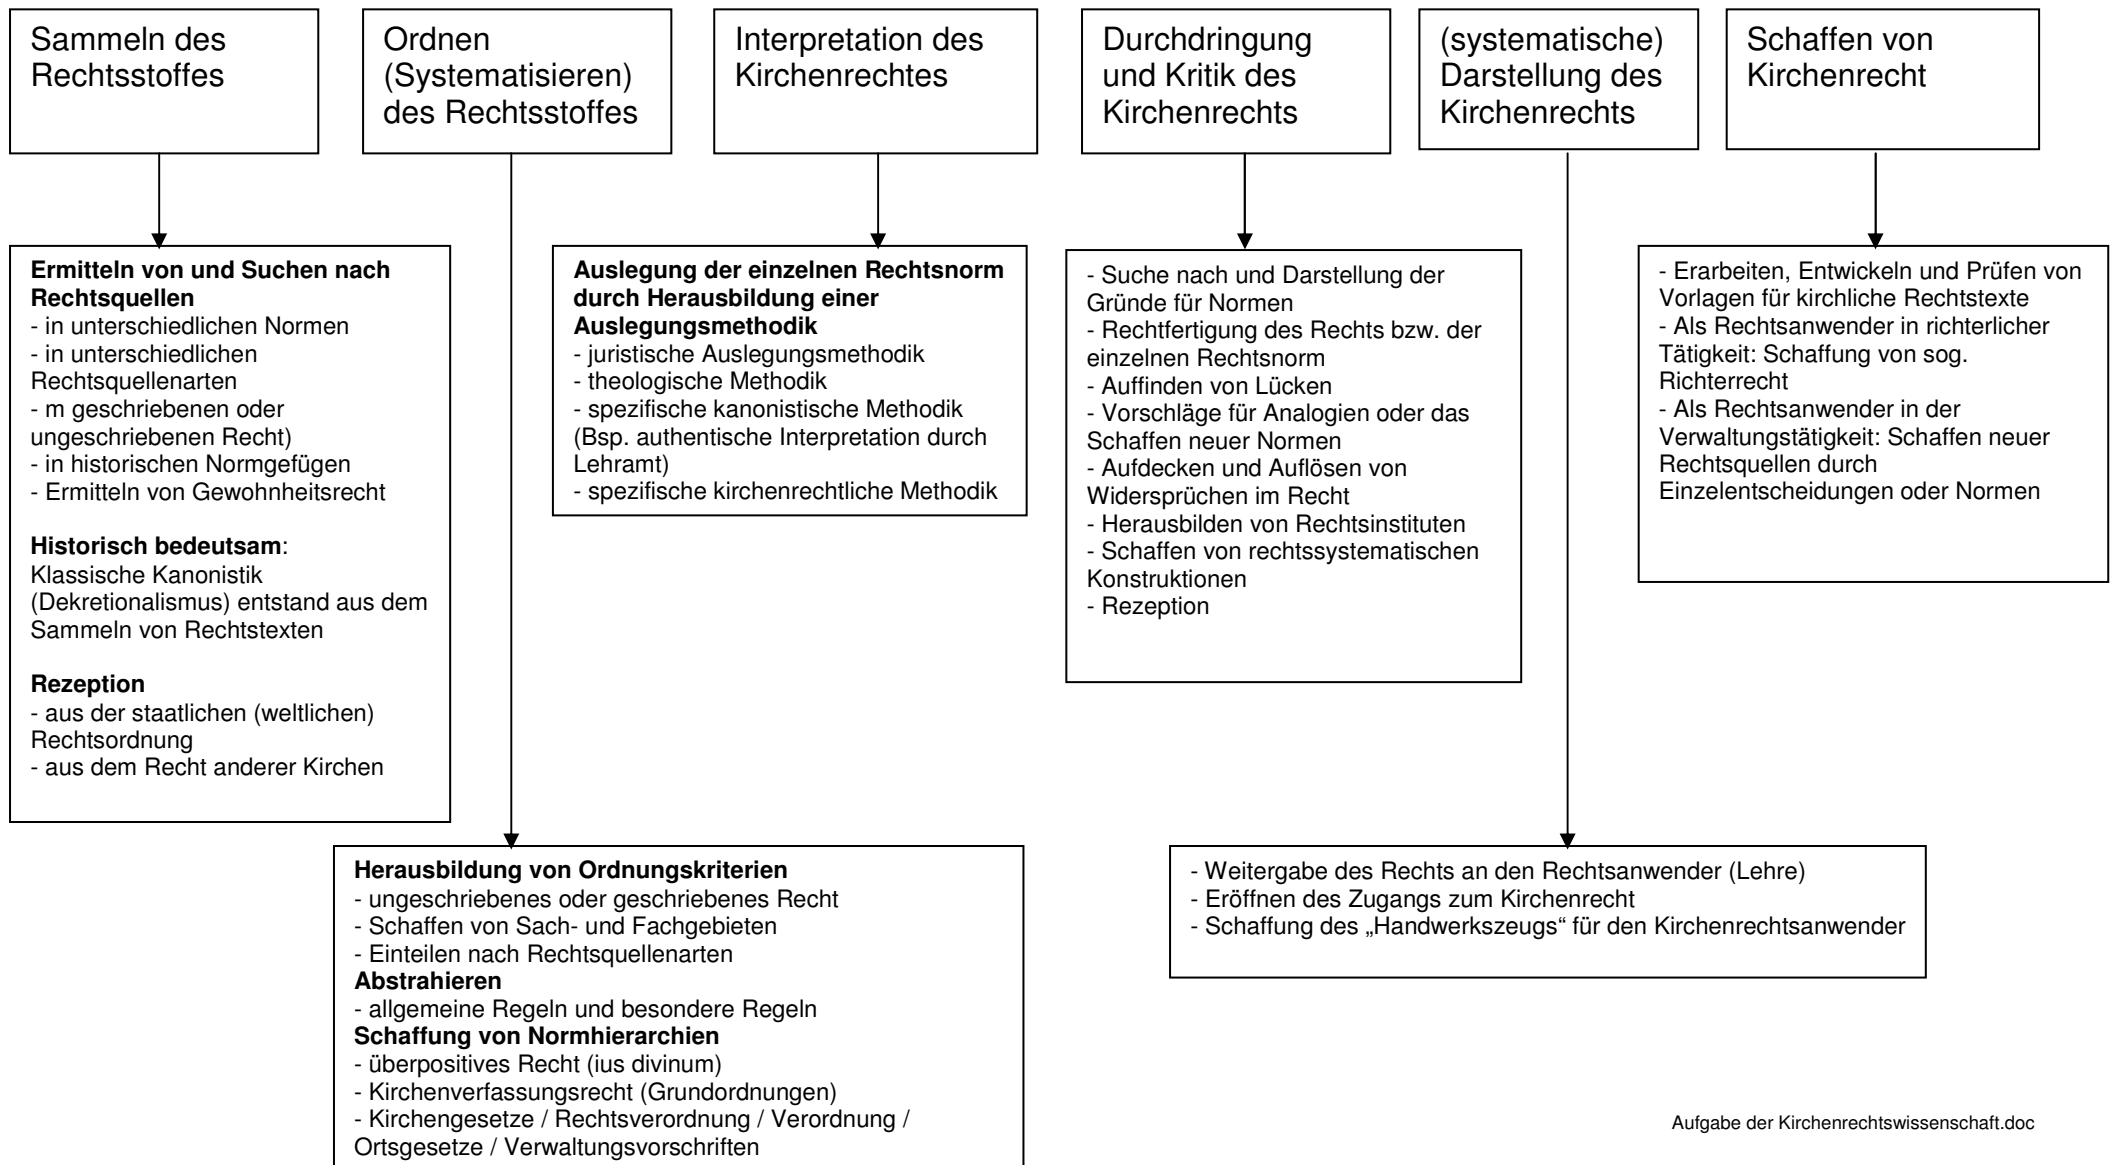 Sammeln des
Rechtsstoffes
Ordnen
(Systematisieren)
des Rechtsstoffes
Interpretation des
Kirchenrechtes
Durchdringung
und Kritik des
Kirchenrechts
(systematische)
Darstellung des
Kirchenrechts
Schaffen von
Kirchenrecht
Ermitteln von und Suchen nach
Rechtsquellen
- in unterschiedlichen Normen
- in unterschiedlichen
Rechtsquellenarten
- m geschriebenen oder
ungeschriebenen Recht)
- in historischen Normgefügen
- Ermitteln von Gewohnheitsrecht
Historisch bedeutsam:
Klassische Kanonistik
(Dekretionalismus) entstand aus dem
Sammeln von Rechtstexten
Rezeption
- aus der staatlichen (weltlichen)
Rechtsordnung
- aus dem Recht anderer Kirchen
Auslegung der einzelnen Rechtsnorm
durch Herausbildung einer
Auslegungsmethodik
- juristische Auslegungsmethodik
- theologische Methodik
- spezifische kanonistische Methodik
(Bsp. authentische Interpretation durch
Lehramt)
- spezifische kirchenrechtliche Methodik
- Suche nach und Darstellung der
Gründe für Normen
- Rechtfertigung des Rechts bzw. der
einzelnen Rechtsnorm
- Auffinden von Lücken
- Vorschläge für Analogien oder das
Schaffen neuer Normen
- Aufdecken und Auflösen von
Widersprüchen im Recht
- Herausbilden von Rechtsinstituten
- Schaffen von rechtssystematischen
Konstruktionen
- Rezeption
- Erarbeiten, Entwickeln und Prüfen von
Vorlagen für kirchliche Rechtstexte
- Als Rechtsanwender in richterlicher
Tätigkeit: Schaffung von sog.
Richterrecht
- Als Rechtsanwender in der
Verwaltungstätigkeit: Schaffen neuer
Rechtsquellen durch
Einzelentscheidungen oder Normen
Herausbildung von Ordnungskriterien
- ungeschriebenes oder geschriebenes Recht
- Schaffen von Sach- und Fachgebieten
- Einteilen nach Rechtsquellenarten
Abstrahieren
- allgemeine Regeln und besondere Regeln
Schaffung von Normhierarchien
- überpositives Recht (ius divinum)
- Kirchenverfassungsrecht (Grundordnungen)
- Kirchengesetze / Rechtsverordnung / Verordnung /
Ortsgesetze / Verwaltungsvorschriften
- Weitergabe des Rechts an den Rechtsanwender (Lehre)
- Eröffnen des Zugangs zum Kirchenrecht
- Schaffung des „Handwerkszeugs“ für den Kirchenrechtsanwender
Aufgabe der Kirchenrechtswissenschaft.doc